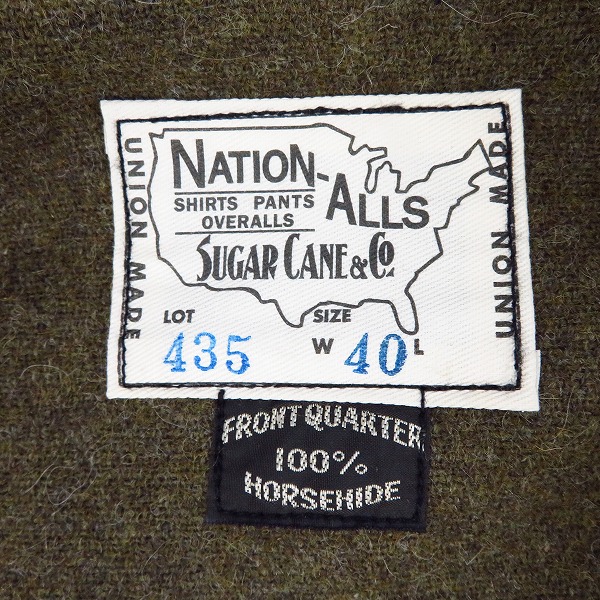 UNION MADE
NATION-ALLS
SHIRTS PANTS
OVERALLS
SUGAR CANE & Co.
LOT 435
SIZE W 40 L
UNION MADE
FRONT QUARTER
100%
HORSEHIDE